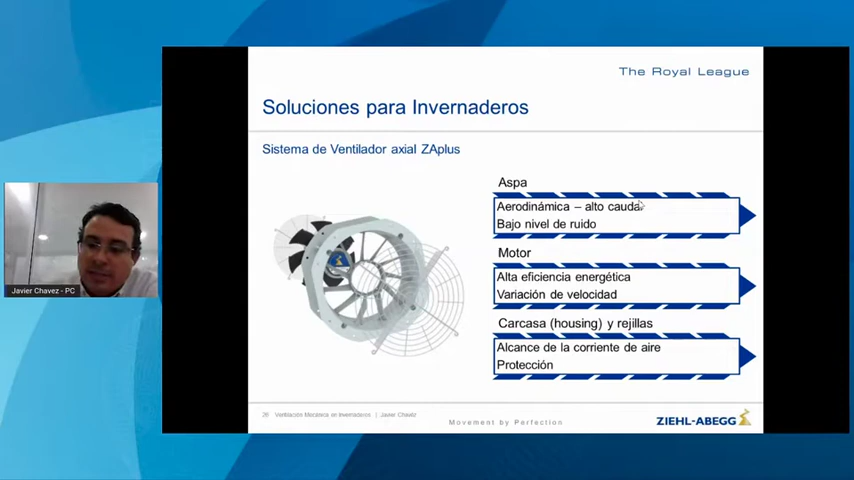 The Royal League
Soluciones para Invernaderos
Sistema de Ventilador axial ZAplus
Aspa
Aerodinámica – alto caudal
Bajo nivel de ruido
Motor
Alta eficiencia energética
Variación de velocidad
Carcasa (housing) y rejillas
Alcance de la corriente de aire
Protección
Javier Chavez - PC
Ventilación Mecánica en Invernaderos | Javier Chávez
Movement by Perfection
ZIEHL-ABEGG